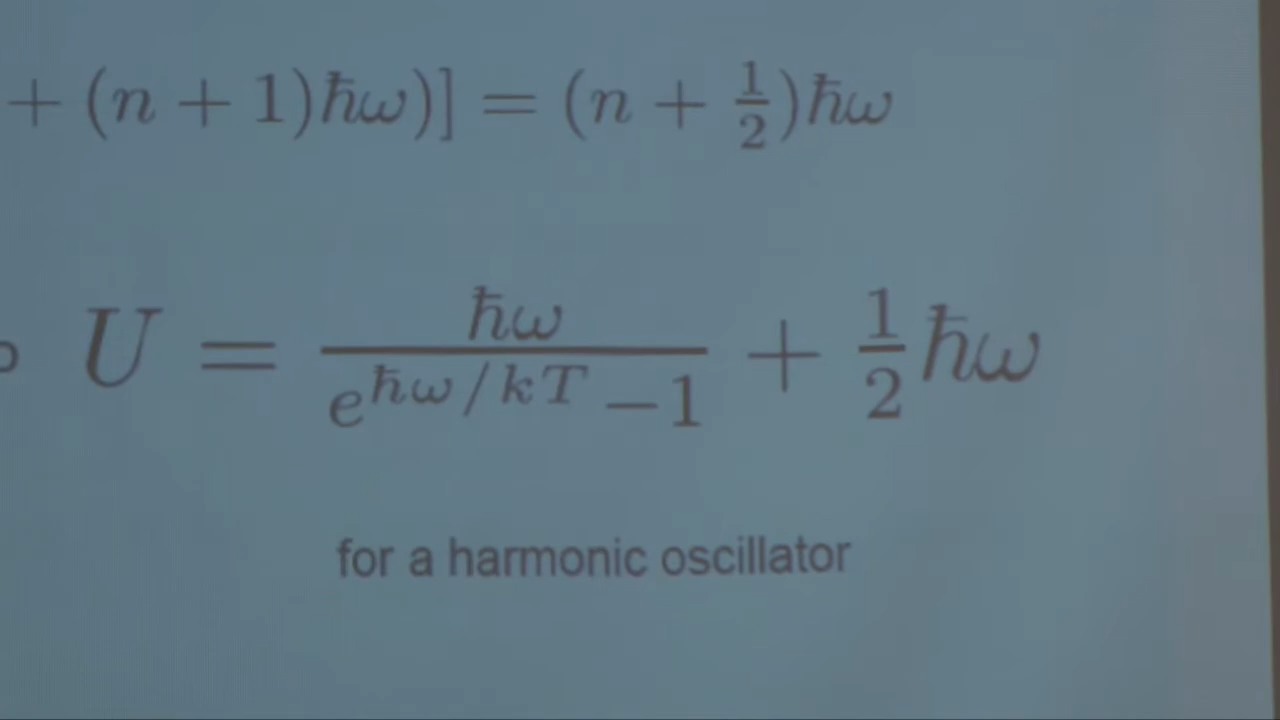 + (n + 1)ħω)] = (n + ½)ħω
U = ħω / (e^{ħω/kT} − 1) + ½ħω
for a harmonic oscillator